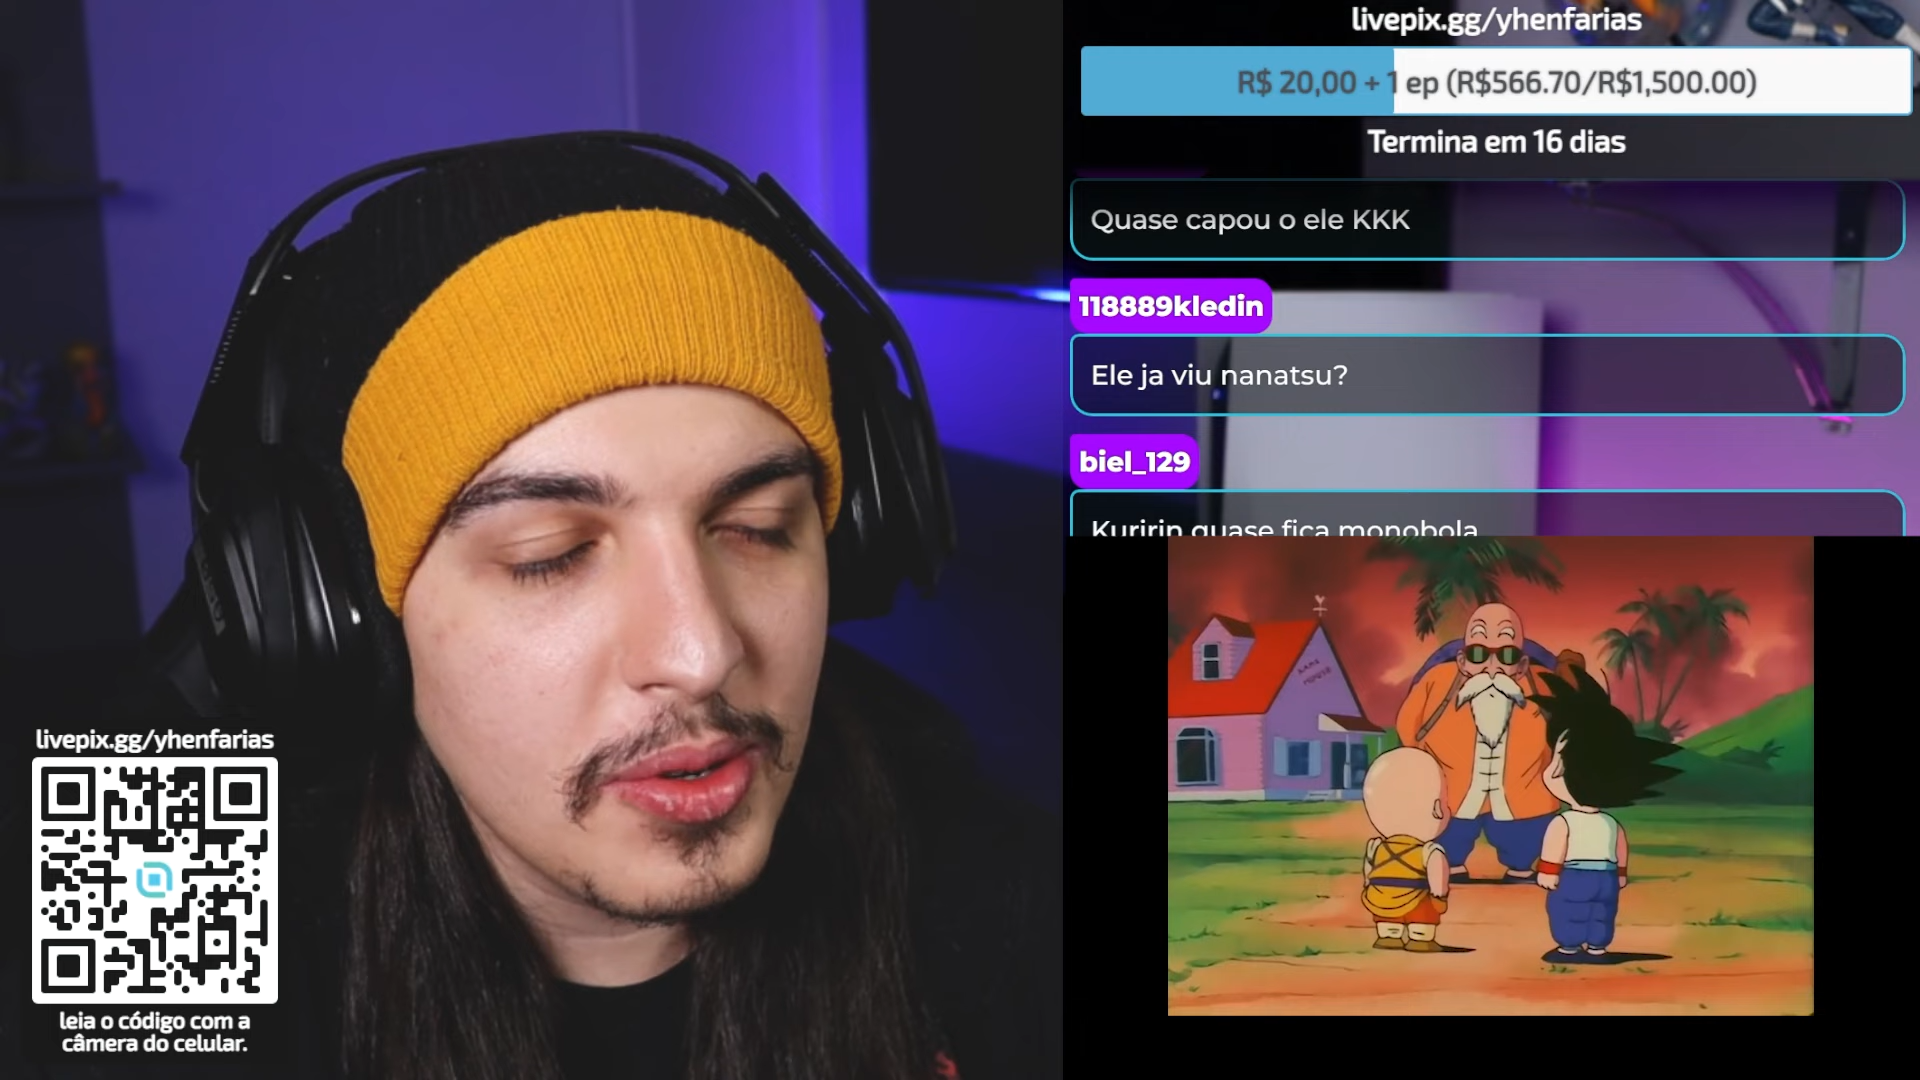 livepix.gg/yhenfarias
R$ 20,00 + 1 ep (R$566.70/R$1,500.00)
Termina em 16 dias
Quase capou o ele KKK
118889kledin
Ele ja viu nanatsu?
biel_129
Kuririn quase fica monobola
KAME
HOUSE
livepix.gg/yhenfarias
leia o código com a
câmera do celular.